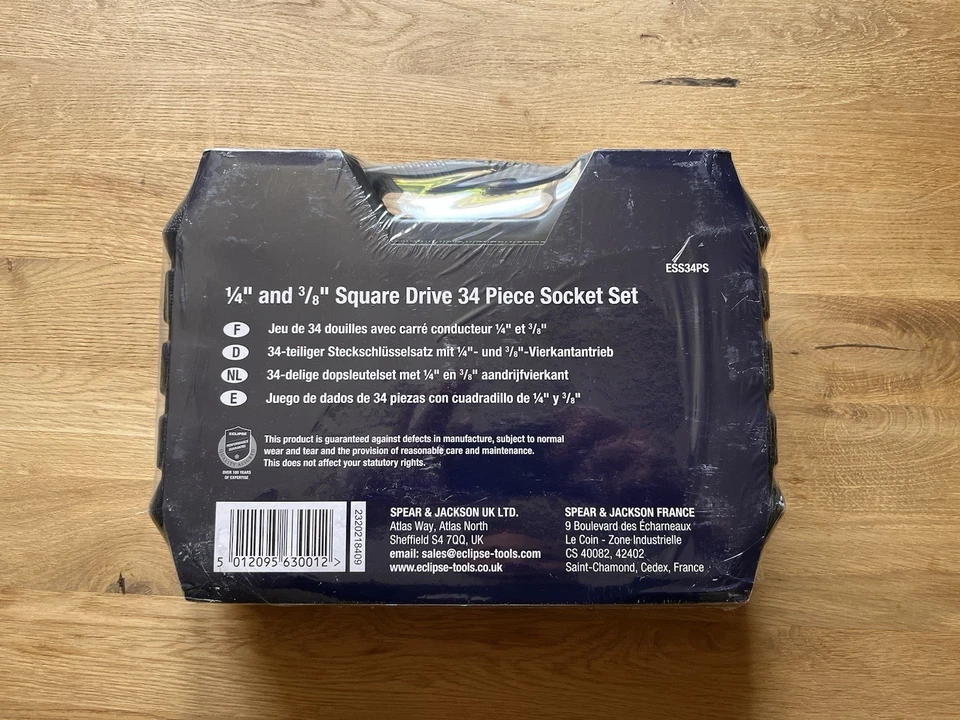 ESS34PS
¼" and ³/₈" Square Drive 34 Piece Socket Set
F Jeu de 34 douilles avec carré conducteur ¼" et ³/₈"
D 34-teiliger Steckschlüsselsatz mit ¼"- und ³/₈"-Vierkantantrieb
NL 34-delige dopsleutelset met ¼" en ³/₈" aandrijfvierkant
E Juego de dados de 34 piezas con cuadradillo de ¼" y ³/₈"
ECLIPSE
OVER 100 YEARS
OF EXPERTISE
This product is guaranteed against defects in manufacture, subject to normal
wear and tear and the provision of reasonable care and maintenance.
This does not affect your statutory rights.
5 012095 630012 >
2320218409
SPEAR & JACKSON UK LTD.
Atlas Way, Atlas North
Sheffield S4 7QQ, UK
email: sales@eclipse-tools.com
www.eclipse-tools.co.uk
SPEAR & JACKSON FRANCE
9 Boulevard des Écharneaux
Le Coin - Zone Industrielle
CS 40082, 42402
Saint-Chamond, Cedex, France